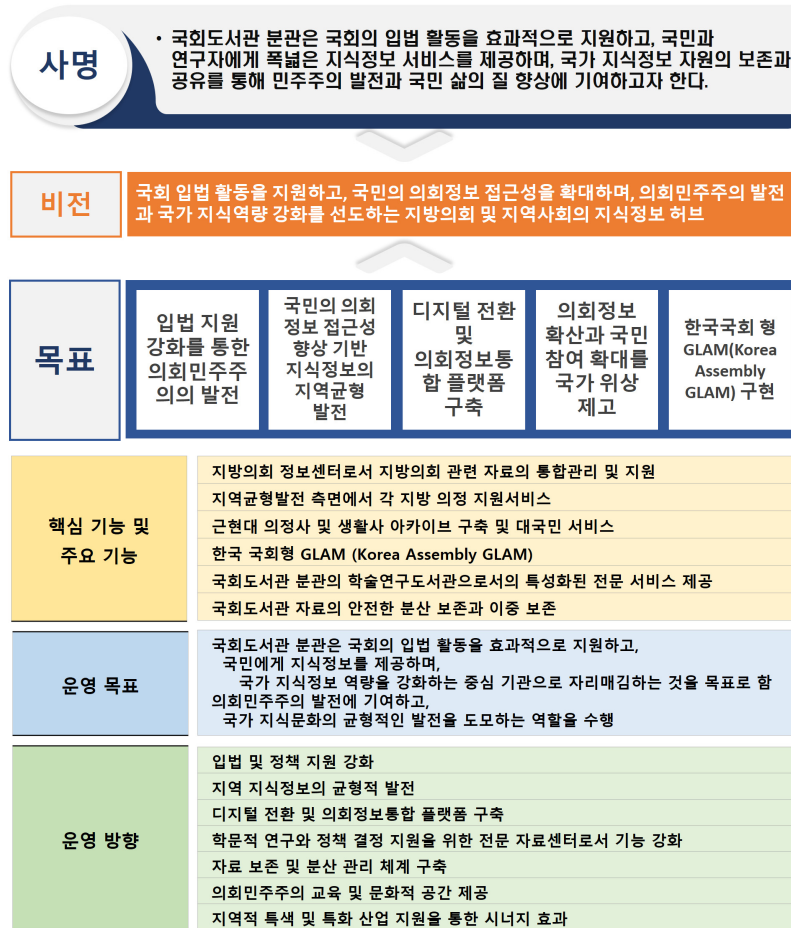 사명
• 국회도서관 분관은 국회의 입법 활동을 효과적으로 지원하고, 국민과
연구자에게 폭넓은 지식정보 서비스를 제공하며, 국가 지식정보 자원의 보존과
공유를 통해 민주주의 발전과 국민 삶의 질 향상에 기여하고자 한다.
비전
국회 입법 활동을 지원하고, 국민의 의회정보 접근성을 확대하며, 의회민주주의 발전
과 국가 지식역량 강화를 선도하는 지방의회 및 지역사회의 지식정보 허브
목표
입법 지원
강화를 통한
의회민주주
의의 발전
국민의 의회
정보 접근성
향상 기반
지식정보의
지역균형
발전
디지털 전환
및
의회정보통
합 플랫폼
구축
의회정보
확산과 국민
참여 확대를
국가 위상
제고
한국국회 형
GLAM(Korea
Assembly
GLAM) 구현
핵심 기능 및
주요 기능
지방의회 정보센터로서 지방의회 관련 자료의 통합관리 및 지원
지역균형발전 측면에서 각 지방 의정 지원서비스
근현대 의정사 및 생활사 아카이브 구축 및 대국민 서비스
한국 국회형 GLAM (Korea Assembly GLAM)
국회도서관 분관의 학술연구도서관으로서의 특성화된 전문 서비스 제공
국회도서관 자료의 안전한 분산 보존과 이중 보존
운영 목표
국회도서관 분관은 국회의 입법 활동을 효과적으로 지원하고,
국민에게 지식정보를 제공하며,
국가 지식정보 역량을 강화하는 중심 기관으로 자리매김하는 것을 목표로 함
의회민주주의 발전에 기여하고,
국가 지식문화의 균형적인 발전을 도모하는 역할을 수행
운영 방향
입법 및 정책 지원 강화
지역 지식정보의 균형적 발전
디지털 전환 및 의회정보통합 플랫폼 구축
학문적 연구와 정책 결정 지원을 위한 전문 자료센터로서 기능 강화
자료 보존 및 분산 관리 체계 구축
의회민주주의 교육 및 문화적 공간 제공
지역적 특색 및 특화 산업 지원을 통한 시너지 효과